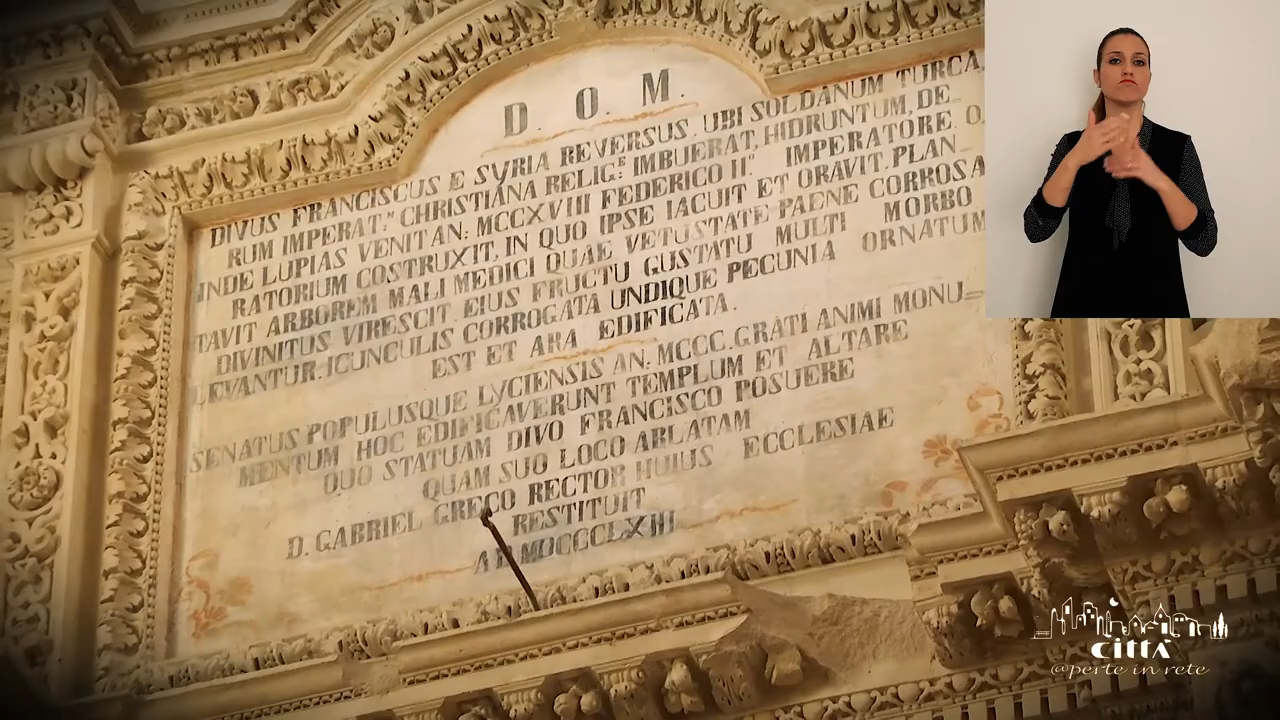 D. O. M.
DIVUS FRANCISCUS E SYRIA REVERSUS. UBI SOLDANUM TURCA
RUM IMPERAT.M CHRISTIANA RELIG:E IMBUERAT, HIDRUNTUM, DE_
INDE LUPIAS VENIT AN: MCCXVIII FEDERICO II° IMPERATORE O
RATORIUM COSTRUXIT, IN QUO IPSE IACUIT ET ORAVIT. PLAN_
TAVIT ARBOREM MALI MEDICI QUAE VETUSTATE PAENE CORROSA
DIVINITUS VIRESCIT. EIUS FRUCTU GUSTATU MULTI MORBO
LEVANTUR. ICUNCULIS CORROGATA UNDIQUE PECUNIA ORNATUM
EST ET ARA EDIFICATA.
SENATUS POPULUSQUE LYCIENSIS AN: MCCC. GRATI ANIMI MONU=
MENTUM HOC EDIFICAVERUNT TEMPLUM ET ALTARE
QUO STATUAM DIVO FRANCISCO POSUERE
QUAM SUO LOCO ABLATAM
D. GABRIEL GRECO RECTOR HUIUS ECCLESIAE
RESTITUIT
MDCCCLXIII
CITTÀ
@perte in rete